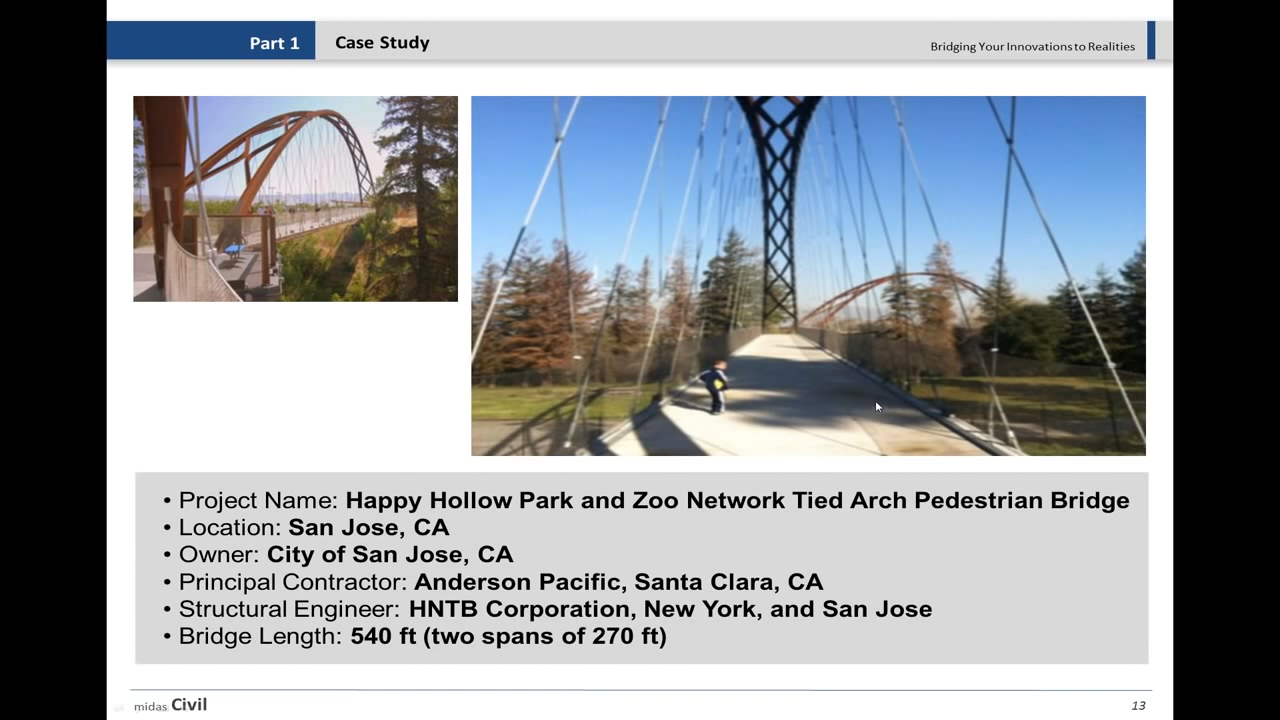 Part 1
Case Study
Bridging Your Innovations to Realities
• Project Name: Happy Hollow Park and Zoo Network Tied Arch Pedestrian Bridge
• Location: San Jose, CA
• Owner: City of San Jose, CA
• Principal Contractor: Anderson Pacific, Santa Clara, CA
• Structural Engineer: HNTB Corporation, New York, and San Jose
• Bridge Length: 540 ft (two spans of 270 ft)
midas Civil
13